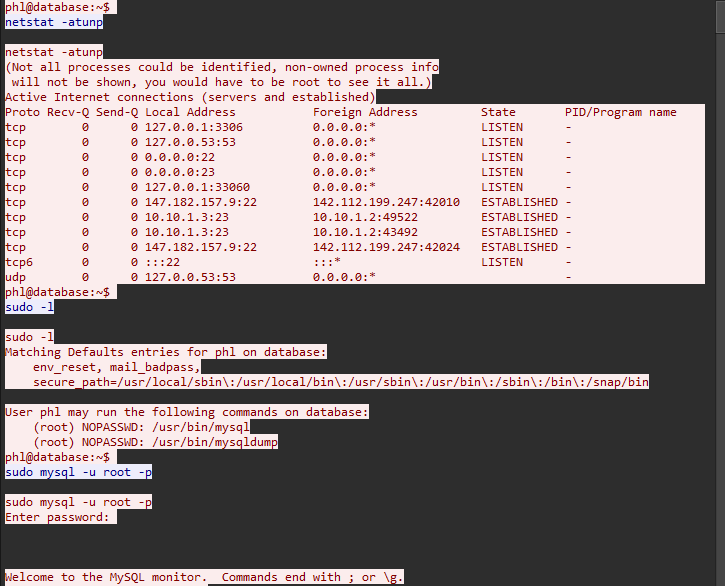 phl@database:~$
netstat -atunp
netstat -atunp
(Not all processes could be identified, non-owned process info
 will not be shown, you would have to be root to see it all.)
Active Internet connections (servers and established)
Proto Recv-Q Send-Q Local Address           Foreign Address         State       PID/Program name
tcp        0      0 127.0.0.1:3306          0.0.0.0:*               LISTEN      -
tcp        0      0 127.0.0.53:53           0.0.0.0:*               LISTEN      -
tcp        0      0 0.0.0.0:22              0.0.0.0:*               LISTEN      -
tcp        0      0 0.0.0.0:23              0.0.0.0:*               LISTEN      -
tcp        0      0 127.0.0.1:33060         0.0.0.0:*               LISTEN      -
tcp        0      0 147.182.157.9:22        142.112.199.247:42010   ESTABLISHED -
tcp        0      0 10.10.1.3:23            10.10.1.2:49522         ESTABLISHED -
tcp        0      0 10.10.1.3:23            10.10.1.2:43492         ESTABLISHED -
tcp        0      0 147.182.157.9:22        142.112.199.247:42024   ESTABLISHED -
tcp6       0      0 :::22                   :::*                    LISTEN      -
udp        0      0 127.0.0.53:53           0.0.0.0:*                           -
phl@database:~$
sudo -l
sudo -l
Matching Defaults entries for phl on database:
    env_reset, mail_badpass,
    secure_path=/usr/local/sbin\:/usr/local/bin\:/usr/sbin\:/usr/bin\:/sbin\:/bin\:/snap/bin
User phl may run the following commands on database:
    (root) NOPASSWD: /usr/bin/mysql
    (root) NOPASSWD: /usr/bin/mysqldump
phl@database:~$
sudo mysql -u root -p
sudo mysql -u root -p
Enter password:
Welcome to the MySQL monitor.  Commands end with ; or \g.